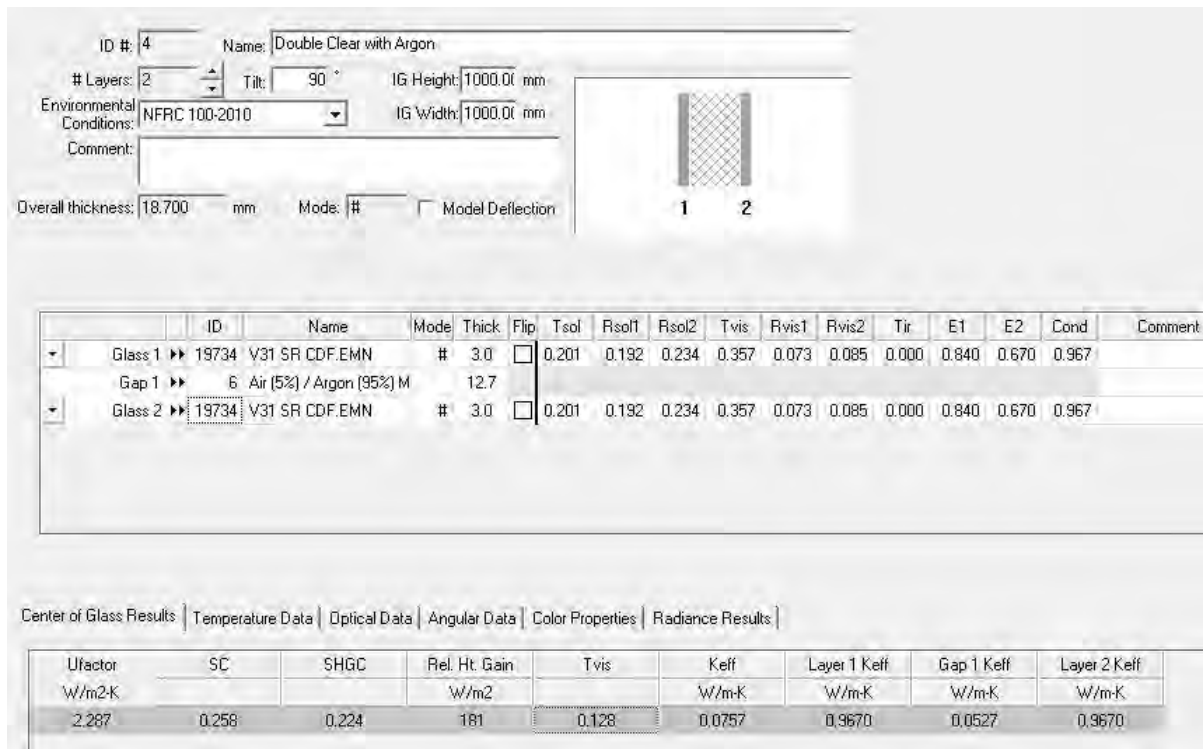 ID #: 4 Name: Double Clear with Argon
# Layers: 2 Tilt: 90 ° IG Height: 1000.00 mm
Environmental Conditions: NFRC 100-2010 IG Width: 1000.00 mm
Comment:
Overall thickness: 18.700 mm Mode: # Model Deflection
1 2
ID Name Mode Thick Flip Tsol Rsol1 Rsol2 Tvis Rvis1 Rvis2 Tir E1 E2 Cond Comment
Glass 1 ▸▸ 19734 V31 SR CDF.EMN # 3.0 0.201 0.192 0.234 0.357 0.073 0.085 0.000 0.840 0.670 0.967
Gap 1 ▸▸ 6 Air (5%) / Argon (95%) M 12.7
Glass 2 ▸▸ 19734 V31 SR CDF.EMN # 3.0 0.201 0.192 0.234 0.357 0.073 0.085 0.000 0.840 0.670 0.967
Center of Glass Results Temperature Data Optical Data Angular Data Color Properties Radiance Results
Ufactor SC SHGC Rel. Ht. Gain Tvis Keff Layer 1 Keff Gap 1 Keff Layer 2 Keff
W/m2-K W/m2 W/m-K W/m-K W/m-K W/m-K
2.287 0.258 0.224 181 0.128 0.0757 0.9670 0.0527 0.9670